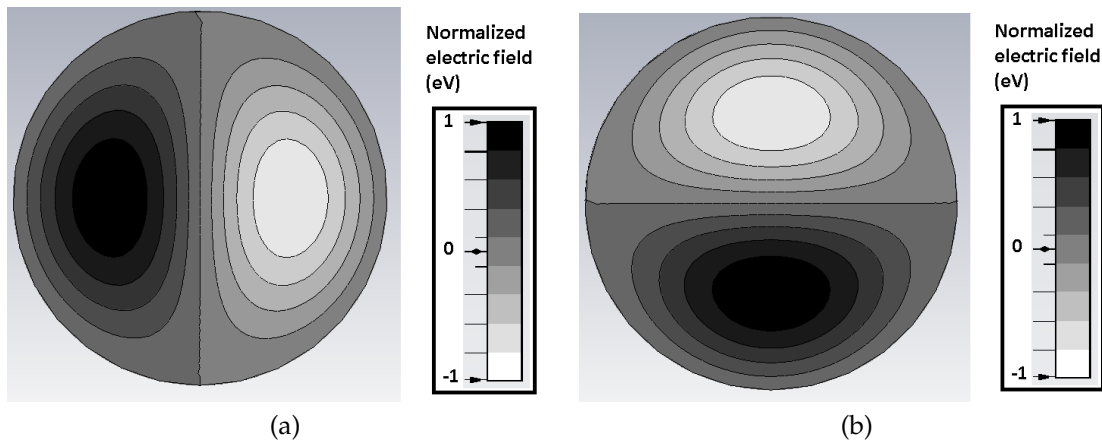 Normalized
electric field
(eV)
1
0
-1
(a)
Normalized
electric field
(eV)
1
0
-1
(b)